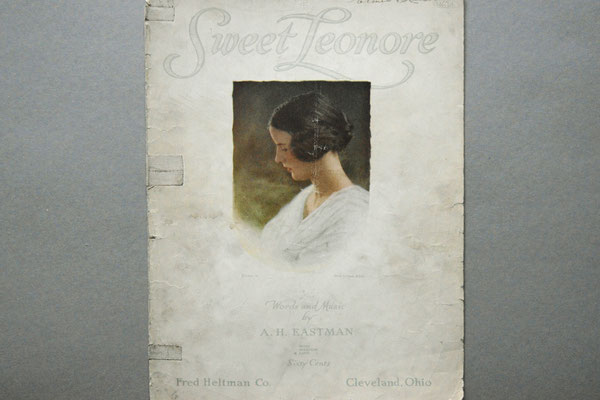 Sweet Leonore
Words and Music
by
A. H. EASTMAN
Sixty Cents
Fred Heltman Co.
Cleveland, Ohio